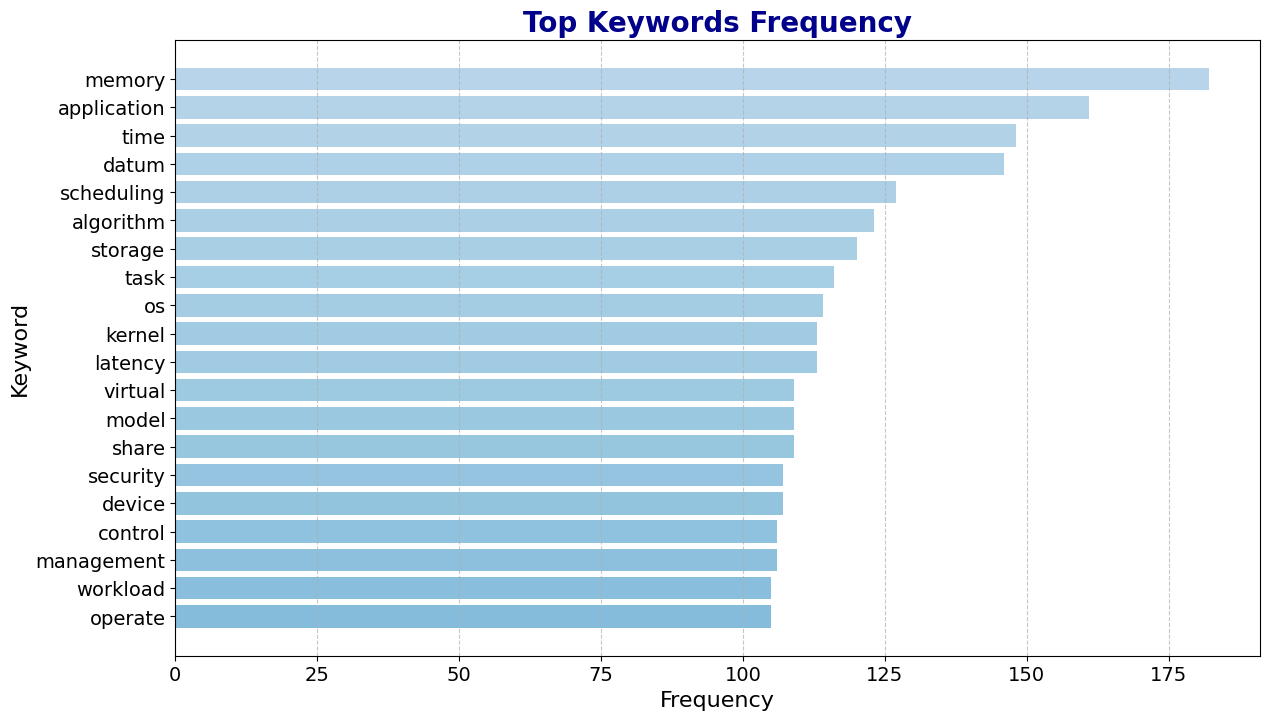 Top Keywords Frequency
Keyword
memory
application
time
datum
scheduling
algorithm
storage
task
os
kernel
latency
virtual
model
share
security
device
control
management
workload
operate
0 25 50 75 100 125 150 175
Frequency